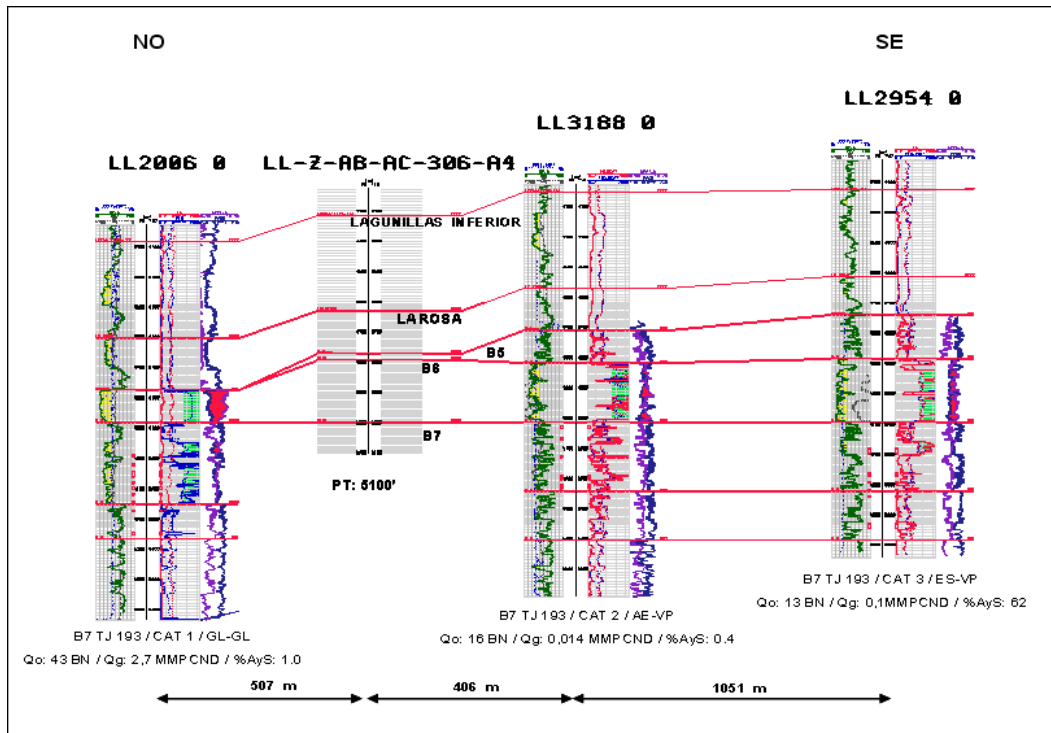 NO
SE
LL2954 0
LL3188 0
LL2006 0
LL-Z-AB-AC-306-A4
LAGUNILLAS INFERIOR
LAROSA
B5
B6
B7
PT: 5100'
B7 TJ 193 / CAT 3 / ES-VP
Qo: 13 BN / Qg: 0,1MMPCND / %AyS: 62
B7 TJ 193 / CAT 2 / AE-VP
Qo: 16 BN / Qg: 0,014 MMPCND / %AyS: 0.4
B7 TJ 193 / CAT 1 / GL-GL
Qo: 43 BN / Qg: 2,7 MMPCND / %AyS: 1.0
507 m
406 m
1051 m